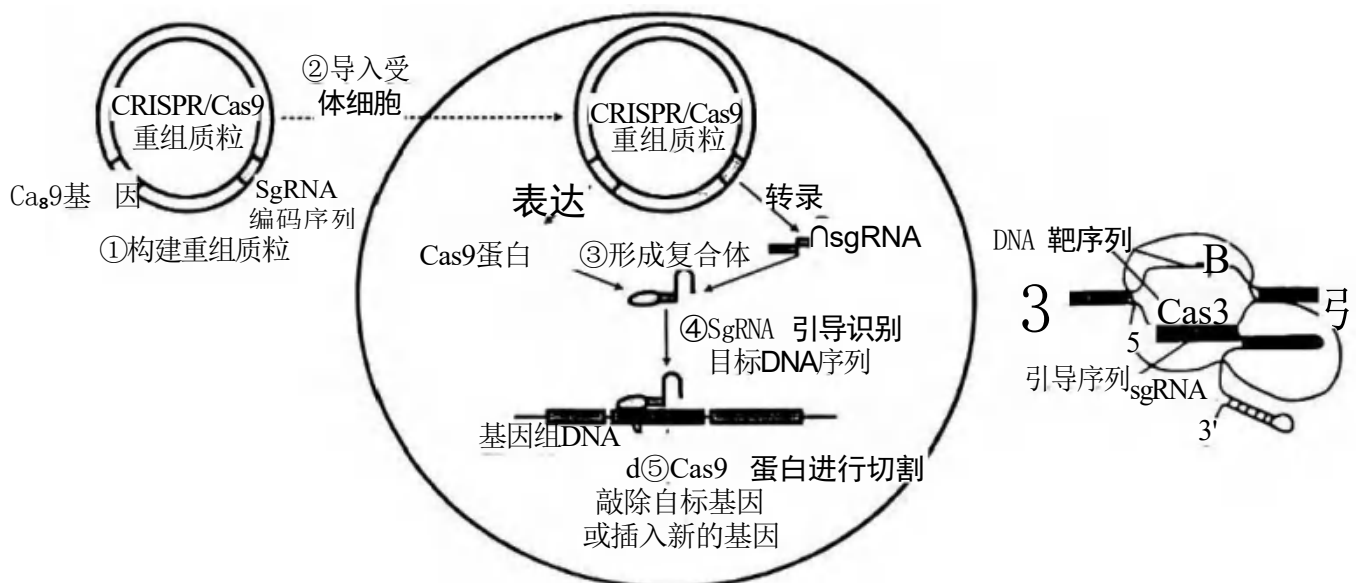 CRISPR/Cas9
重组质粒
Cas9基 因
SgRNA
编码序列
①构建重组质粒
②导入受
体细胞
CRISPR/Cas9
重组质粒
表达
转录
Cas9蛋白
③形成复合体
sgRNA
④SgRNA 引导识别
目标DNA序列
基因组DNA
d⑤Cas9 蛋白进行切割
敲除自标基因
或插入新的基因
DNA 靶序列
B
3
Cas3
弓
5
引导序列
sgRNA
3'